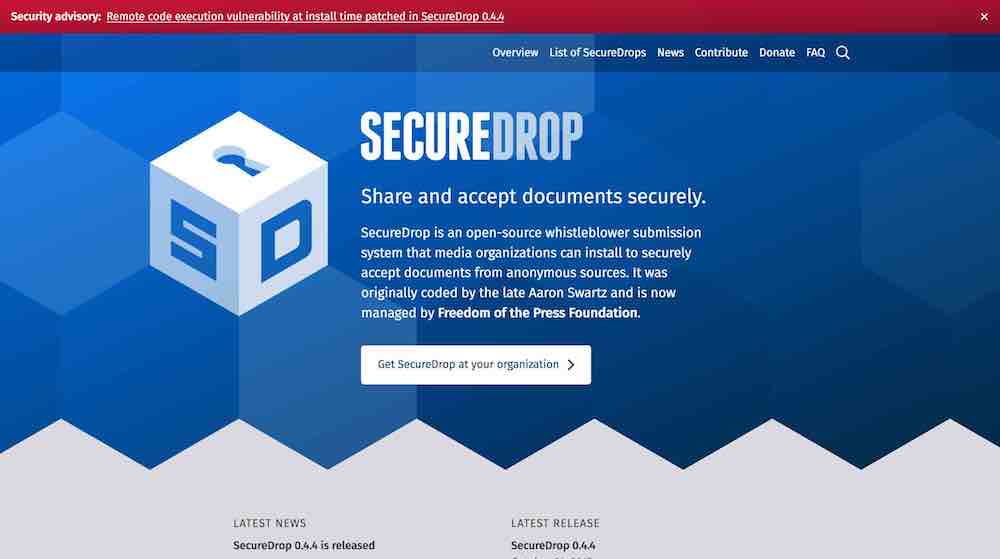 Security advisory: Remote code execution vulnerability at install time patched in SecureDrop 0.4.4 ×
Overview List of SecureDrops News Contribute Donate FAQ
SECUREDROP
S D
Share and accept documents securely.
SecureDrop is an open-source whistleblower submission
system that media organizations can install to securely
accept documents from anonymous sources. It was
originally coded by the late Aaron Swartz and is now
managed by Freedom of the Press Foundation.
Get SecureDrop at your organization
LATEST NEWS
SecureDrop 0.4.4 is released
LATEST RELEASE
SecureDrop 0.4.4